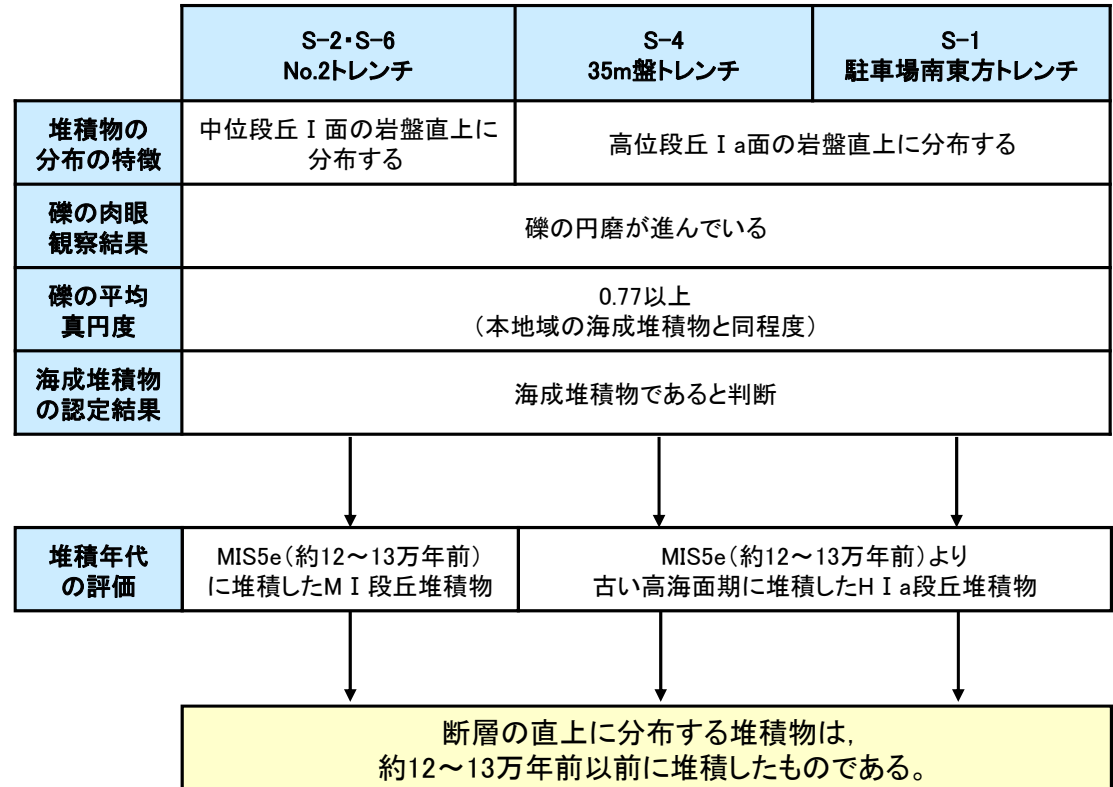 S-2・S-6
No.2トレンチ
S-4
35m盤トレンチ
S-1
駐車場南東方トレンチ
堆積物の
分布の特徴
中位段丘Ⅰ面の岩盤直上に
分布する
高位段丘Ⅰa面の岩盤直上に分布する
礫の肉眼
観察結果
礫の円磨が進んでいる
礫の平均
真円度
0.77以上
（本地域の海成堆積物と同程度）
海成堆積物
の認定結果
海成堆積物であると判断
堆積年代
の評価
MIS5e（約12～13万年前）
に堆積したMⅠ段丘堆積物
MIS5e（約12～13万年前）より
古い高海面期に堆積したHⅠa段丘堆積物
断層の直上に分布する堆積物は，
約12～13万年前以前に堆積したものである。